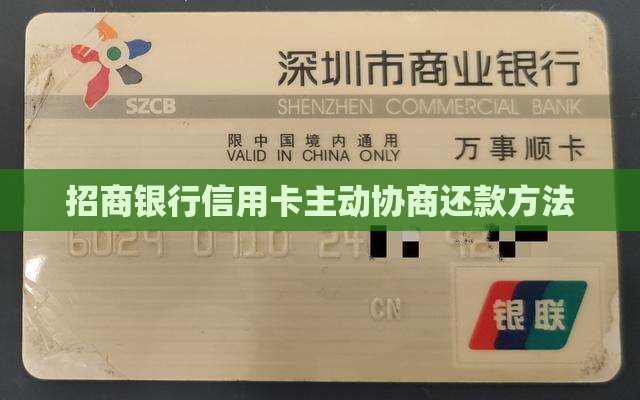 深圳市商业银行
SZCB
SHENZHEN COMMERCIAL BANK
限中国境内通用
VALID IN CHINA ONLY
万事顺卡
招商银行信用卡主动协商还款方法
CN
银联